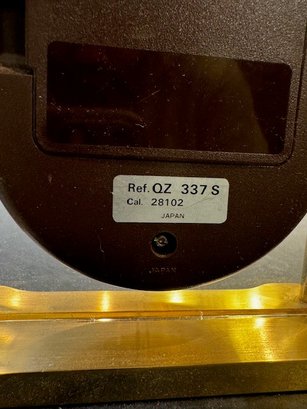 Ref. QZ 337 S
Cal. 28102
JAPAN
JAPAN